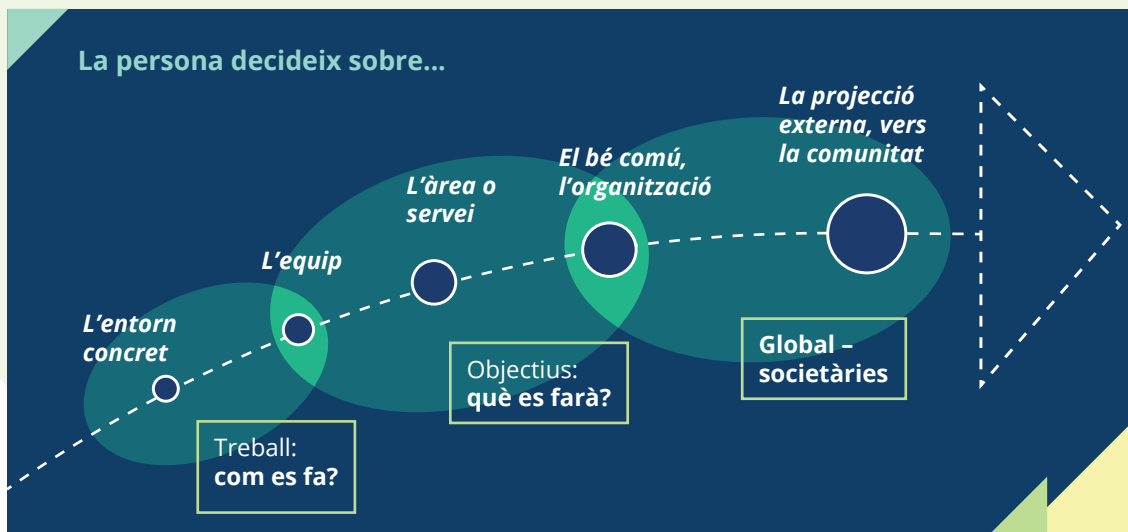 La persona decideix sobre...
L'entorn
concret
L'equip
L'àrea o
servei
El bé comú,
l'organització
La projecció
externa, vers
la comunitat
Treball:
com es fa?
Objectius:
què es farà?
Global –
societàries